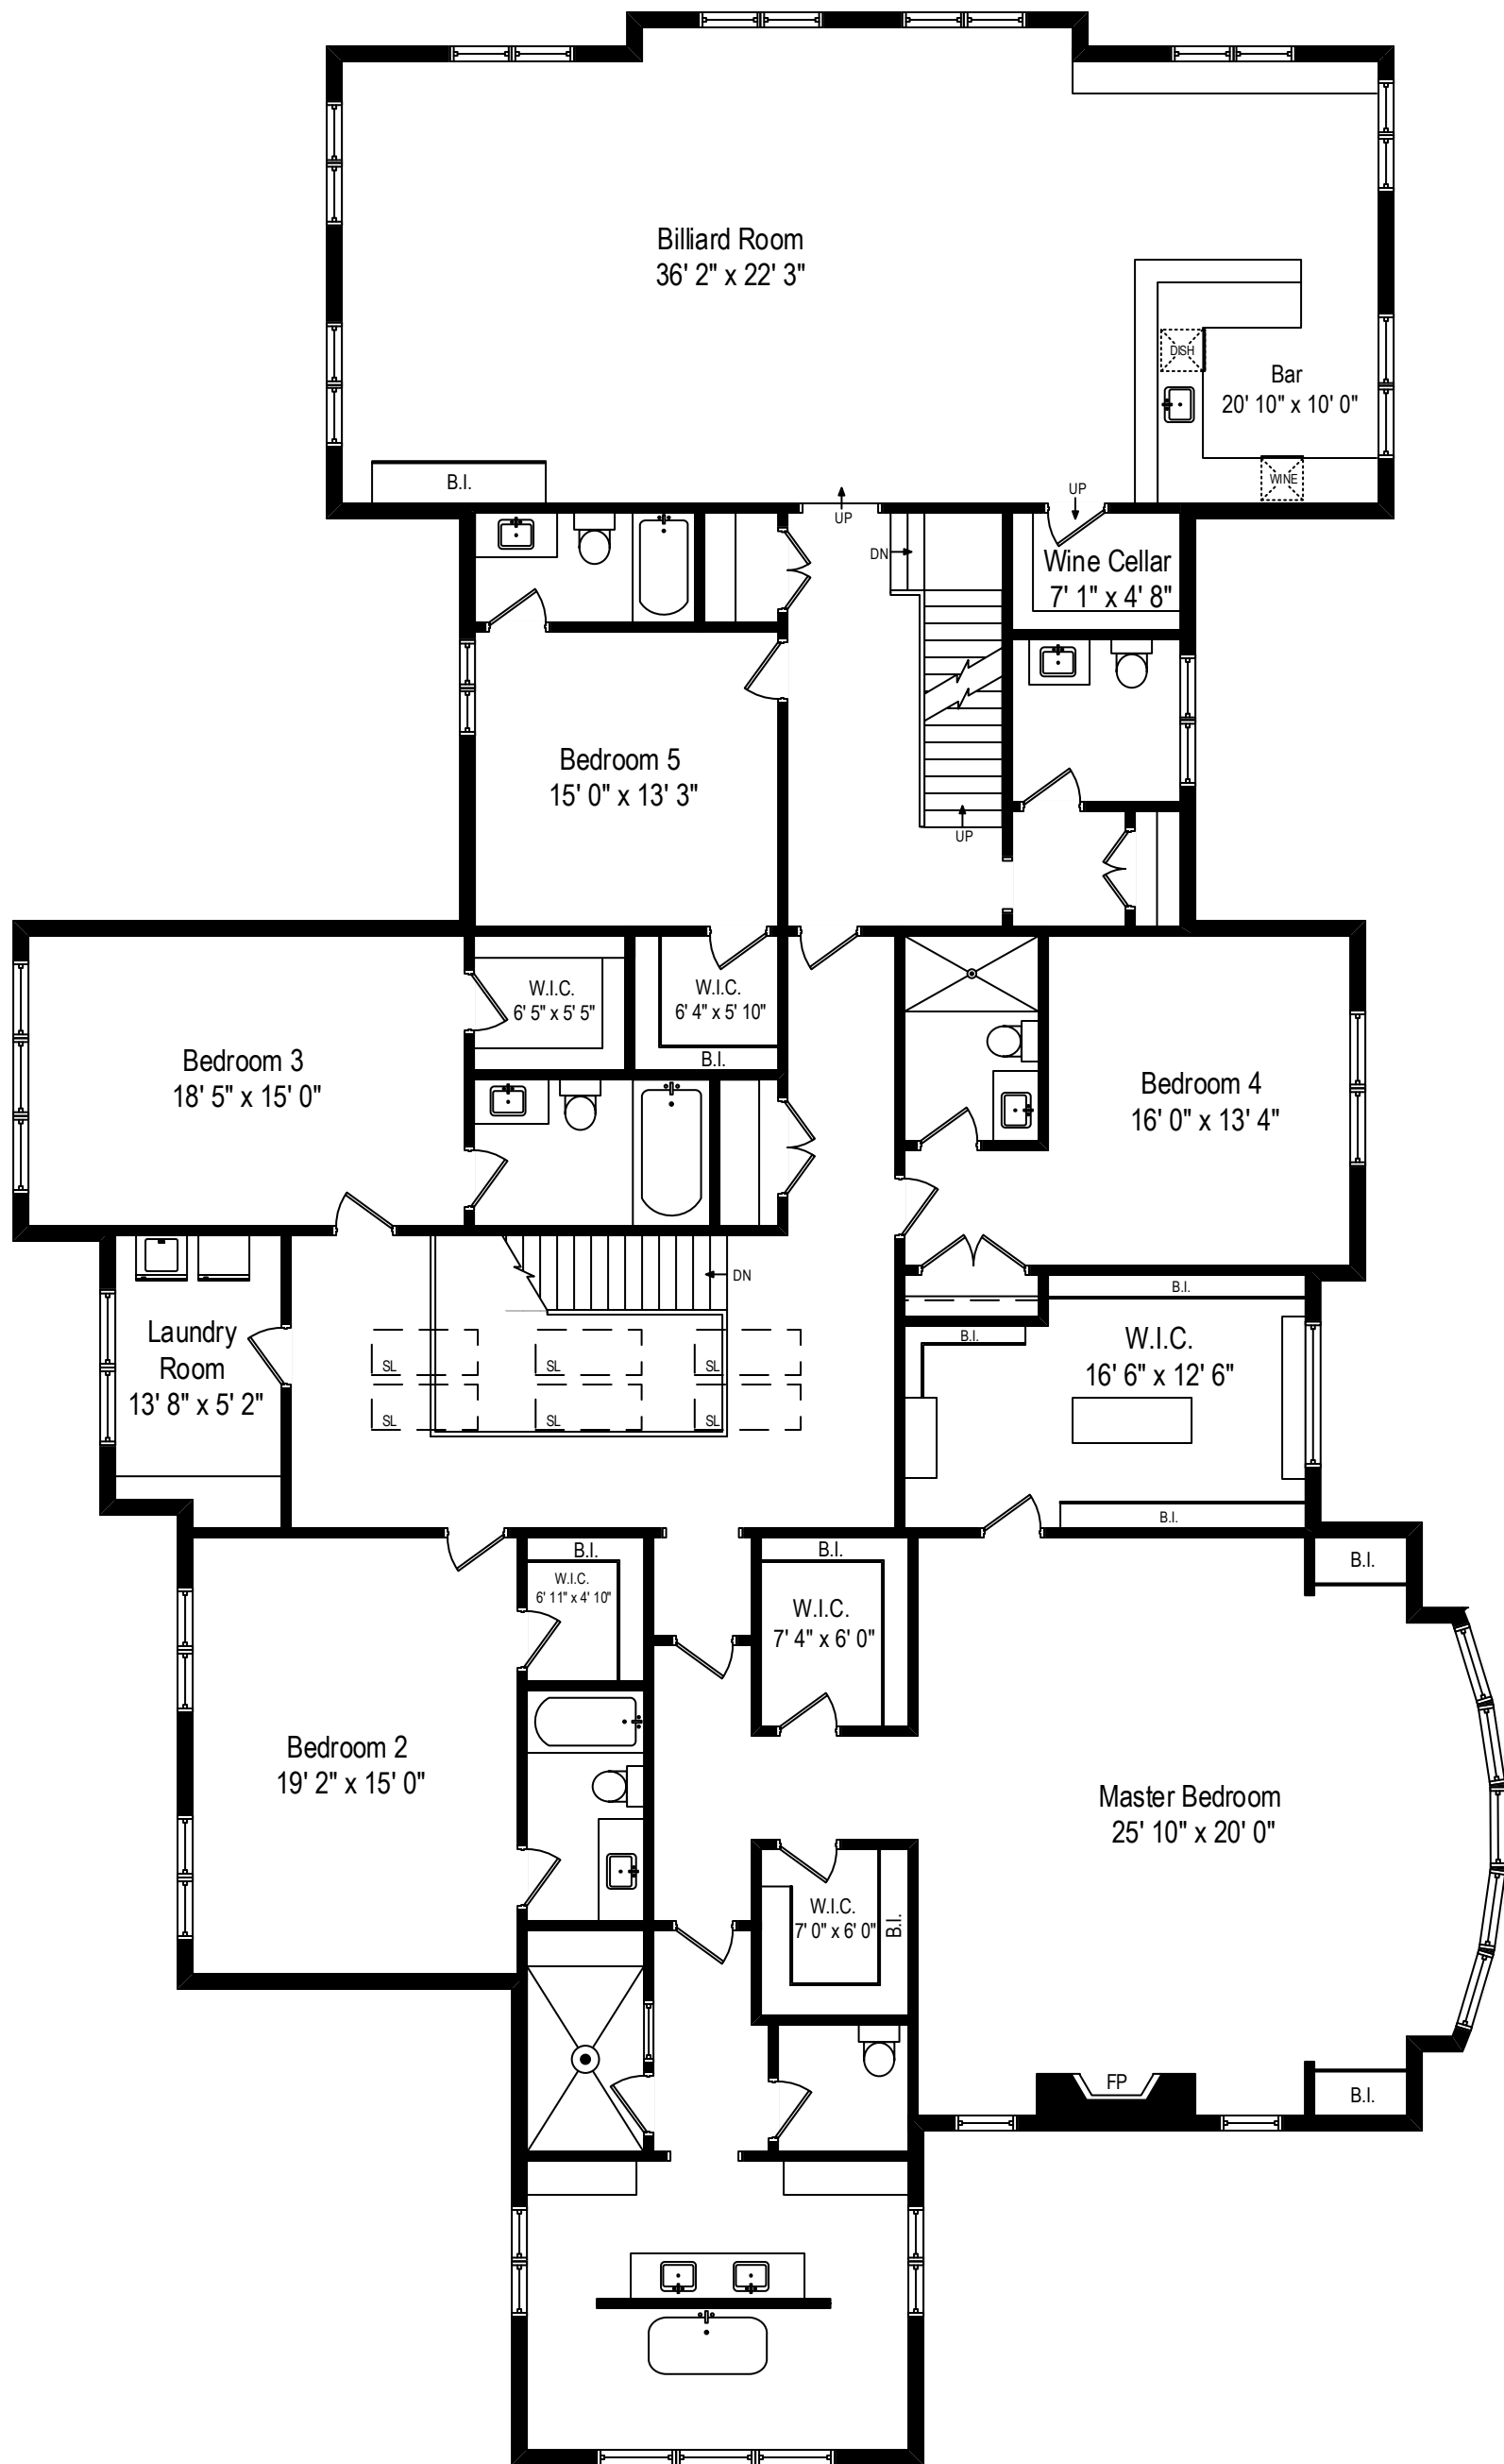 Billiard Room
36' 2" x 22' 3"
DISH
Bar
20' 10" x 10' 0"
WINE
B.I.
UP
UP
DN
Wine Cellar
7' 1" x 4' 8"
Bedroom 5
15' 0" x 13' 3"
UP
W.I.C.
6' 5" x 5' 5"
W.I.C.
6' 4" x 5' 10"
B.I.
Bedroom 3
18' 5" x 15' 0"
Bedroom 4
16' 0" x 13' 4"
DN
B.I.
Laundry
Room
13' 8" x 5' 2"
SL
SL
SL
SL
SL
SL
B.I.
W.I.C.
16' 6" x 12' 6"
B.I.
B.I.
W.I.C.
6' 11" x 4' 10"
B.I.
W.I.C.
7' 4" x 6' 0"
B.I.
Bedroom 2
19' 2" x 15' 0"
Master Bedroom
25' 10" x 20' 0"
W.I.C.
7' 0" x 6' 0"
B.I.
FP
B.I.